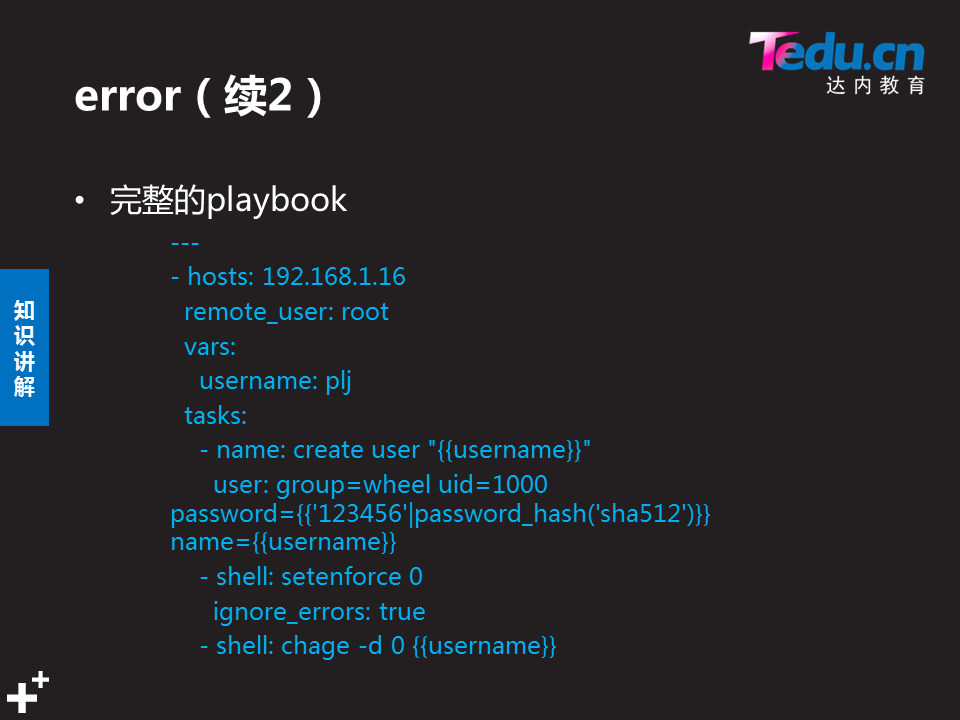 Tedu.cn
达内教育
error（续2）
• 完整的playbook
---
- hosts: 192.168.1.16
remote_user: root
vars:
username: plj
tasks:
- name: create user "{{username}}"
user: group=wheel uid=1000
password={{'123456'|password_hash('sha512')}}
name={{username}}
- shell: setenforce 0
ignore_errors: true
- shell: chage -d 0 {{username}}
知识讲解